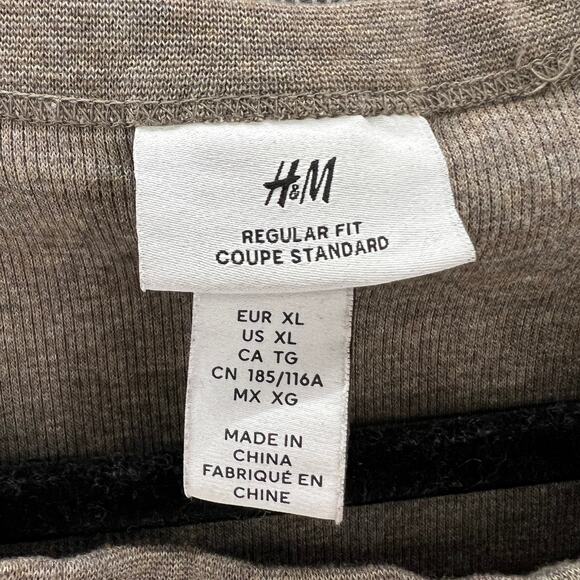 H&M
REGULAR FIT
COUPE STANDARD
EUR XL
US XL
CA TG
CN 185/116A
MX XG
MADE IN
CHINA
FABRIQUÉ EN
CHINE